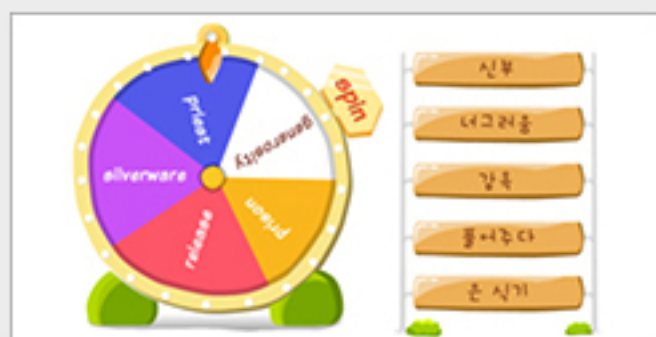 priest
generosity
spin
silverware
prison
release
신부
너그러움
감옥
풀어주다
은 식기